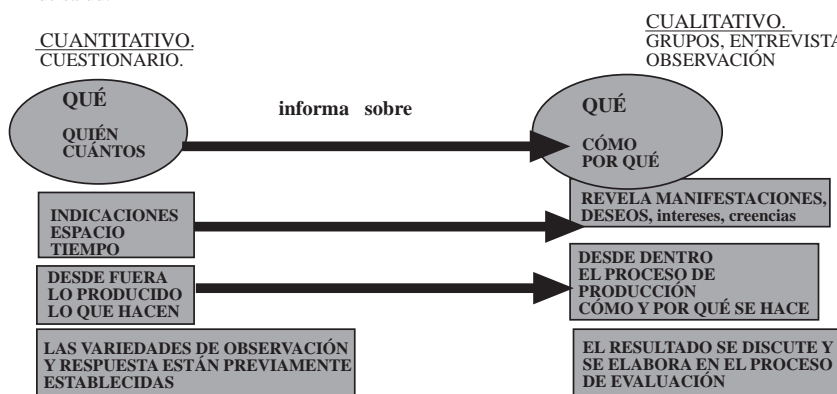 CUANTITATIVO.
CUESTIONARIO.
CUALITATIVO.
GRUPOS, ENTREVISTA
OBSERVACIÓN
QUÉ
QUIÉN
CUÁNTOS
informa sobre
QUÉ
CÓMO
POR QUÉ
INDICACIONES
ESPACIO
TIEMPO
REVELA MANIFESTACIONES,
DESEOS, intereses, creencias
DESDE FUERA
LO PRODUCIDO
LO QUE HACEN
DESDE DENTRO
EL PROCESO DE
PRODUCCIÓN
CÓMO Y POR QUÉ SE HACE
LAS VARIEDADES DE OBSERVACIÓN
Y RESPUESTA ESTÁN PREVIAMENTE
ESTABLECIDAS
EL RESULTADO SE DISCUTE Y
SE ELABORA EN EL PROCESO
DE EVALUACIÓN